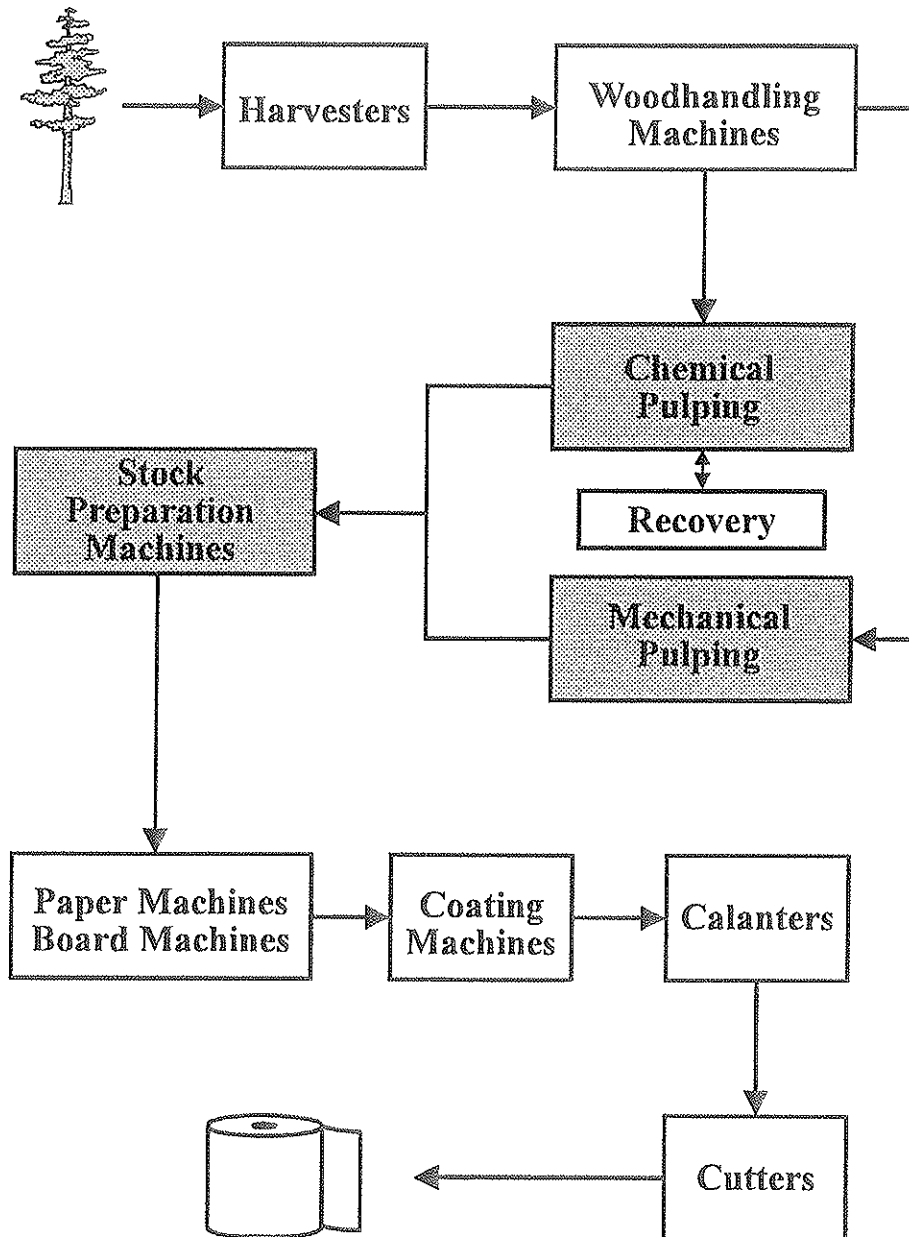 Harvesters
Woodhandling
Machines
Chemical
Pulping
Recovery
Stock
Preparation
Machines
Mechanical
Pulping
Paper Machines
Board Machines
Coating
Machines
Calanters
Cutters